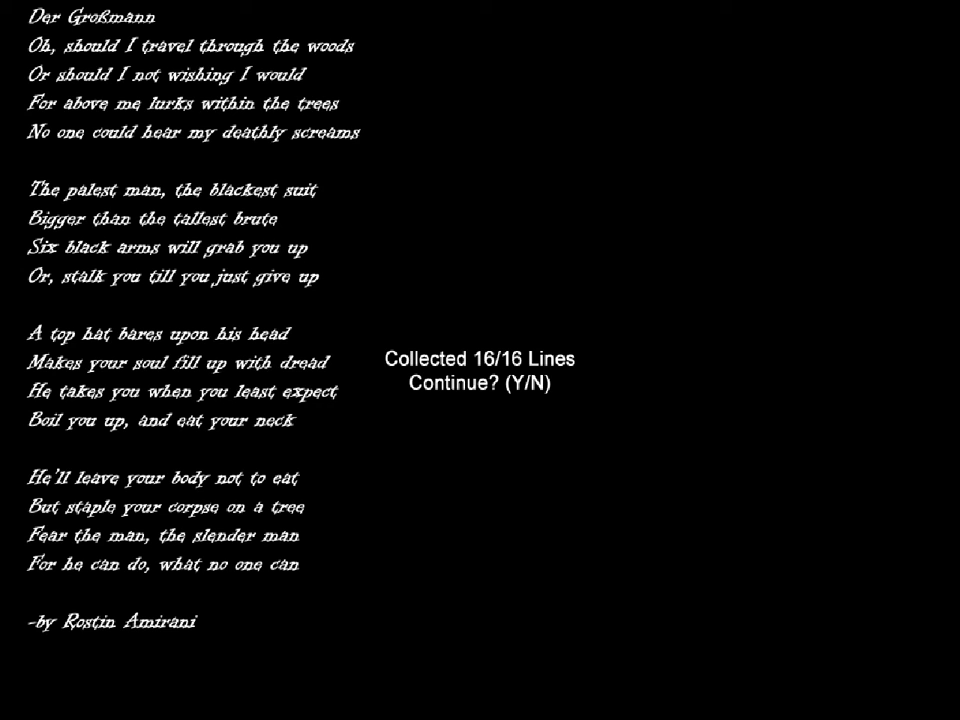 Der Großmann
Oh, should I travel through the woods
Or should I not wishing I would
For above me lurks within the trees
No one could hear my deathly screams
The palest man, the blackest suit
Bigger than the tallest brute
Six black arms will grab you up
Or, stalk you till you just give up
A top hat bares upon his head
Makes your soul fill up with dread
He takes you when you least expect
Boil you up, and eat your neck
He'll leave your body not to eat
But staple your corpse on a tree
Fear the man, the slender man
For he can do, what no one can
-by Rostin Amirani
Collected 16/16 Lines
Continue? (Y/N)